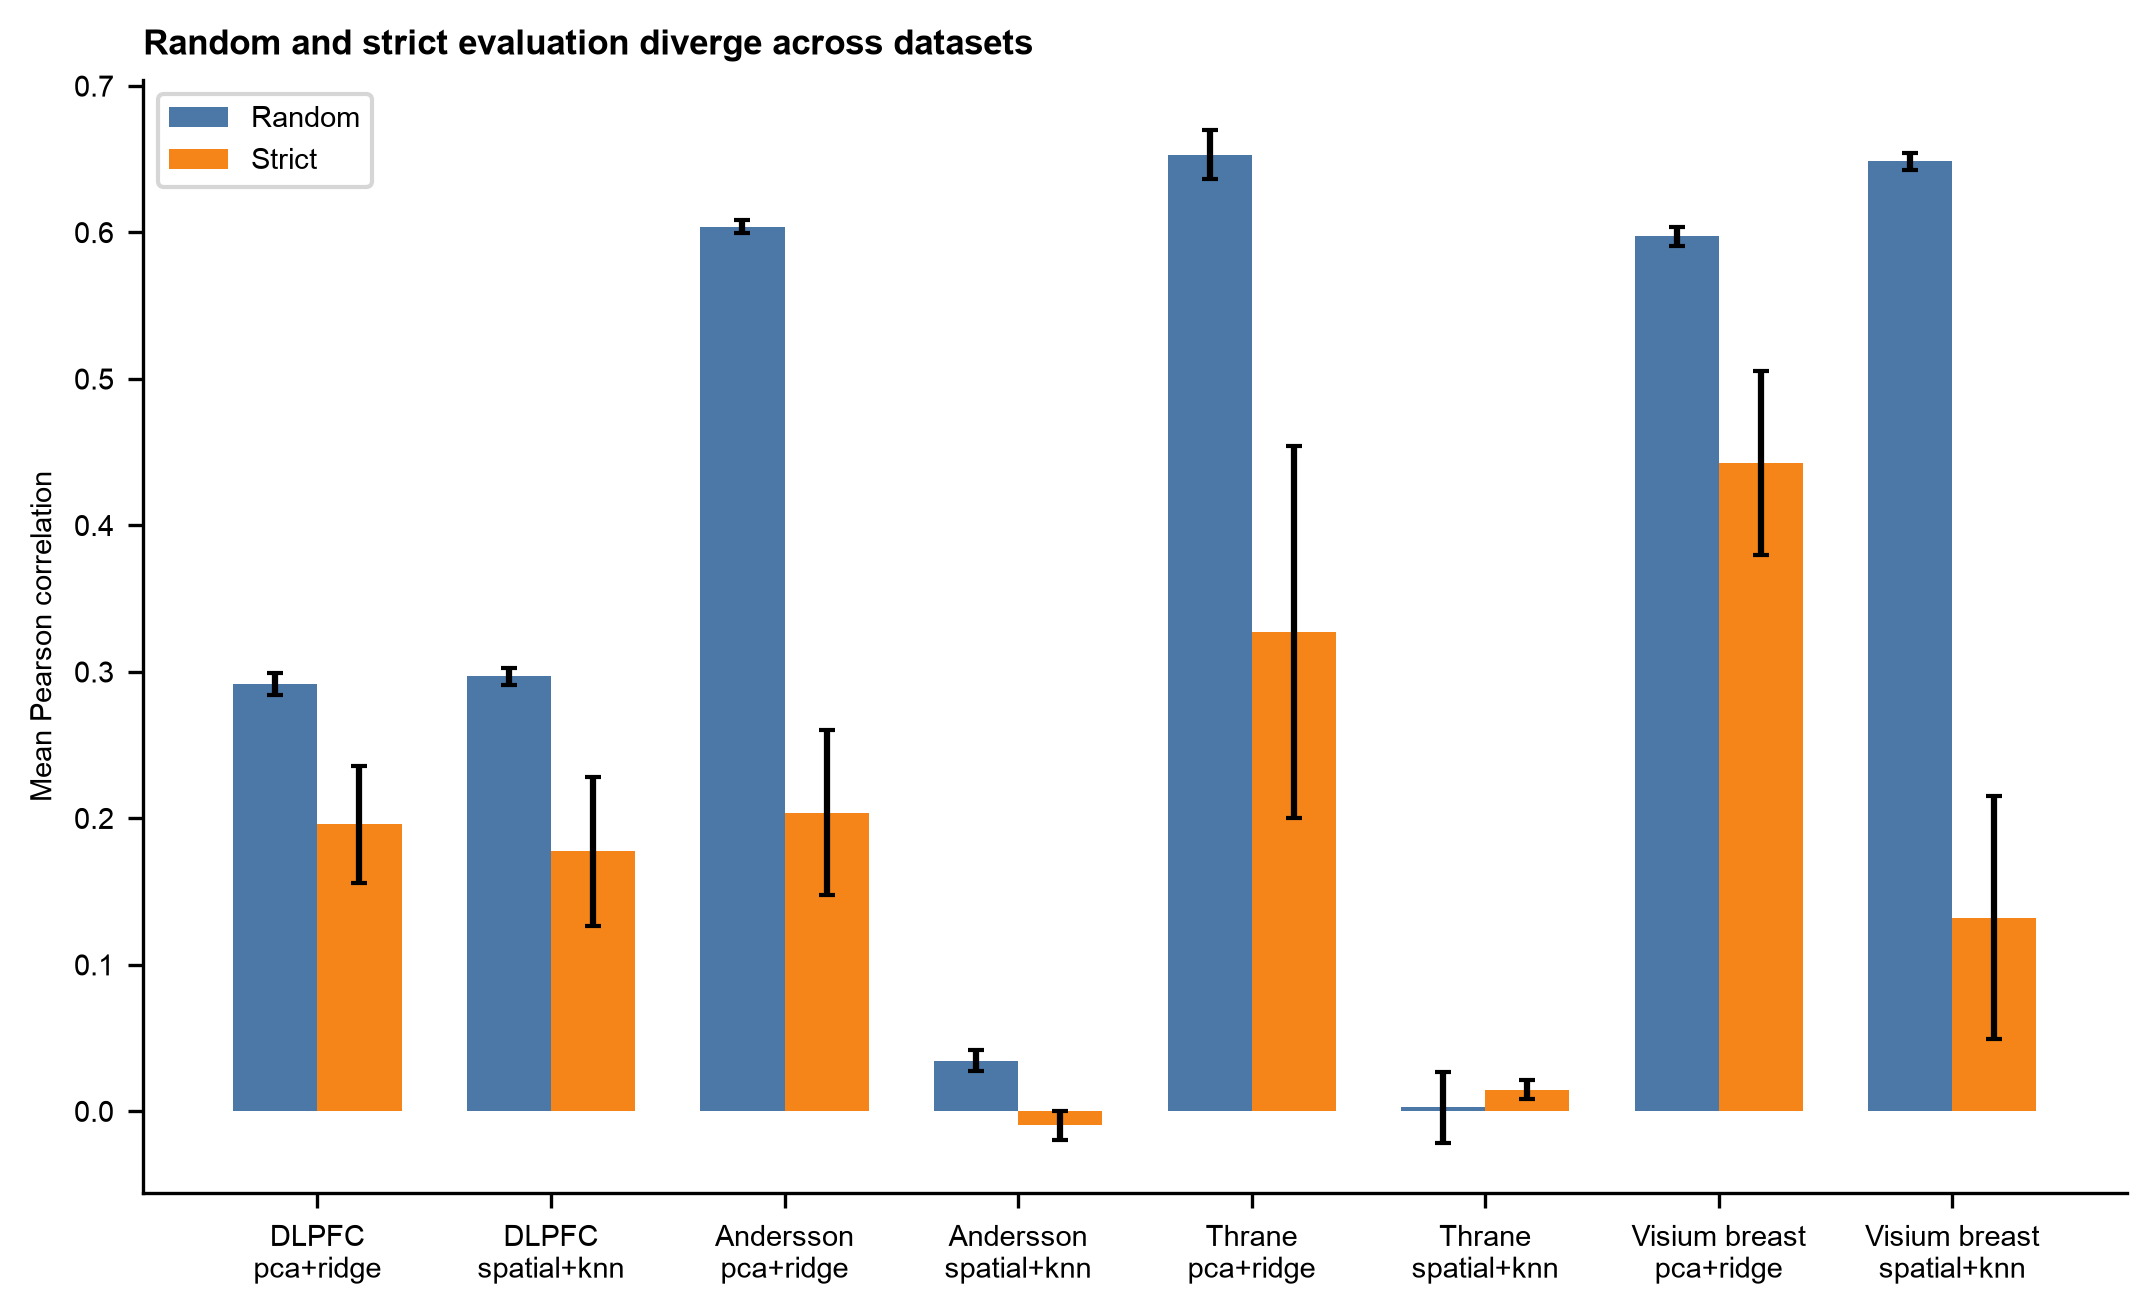 Random and strict evaluation diverge across datasets
Random
Strict
Mean Pearson correlation
0.7
0.6
0.5
0.4
0.3
0.2
0.1
0.0
DLPFC
pca+ridge
DLPFC
spatial+knn
Andersson
pca+ridge
Andersson
spatial+knn
Thrane
pca+ridge
Thrane
spatial+knn
Visium breast
pca+ridge
Visium breast
spatial+knn